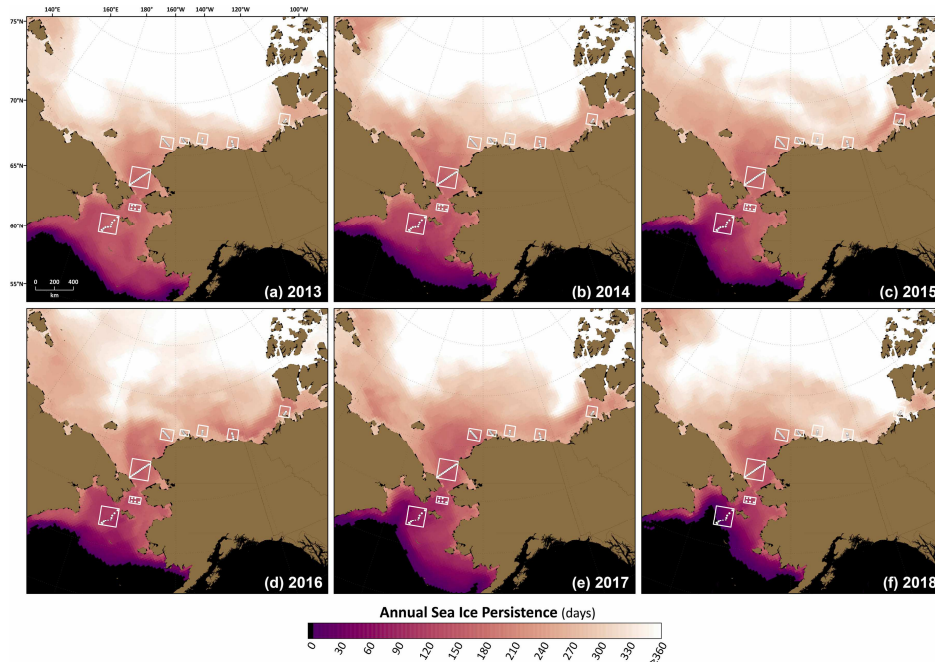 140°E 160°E 180° 160°W 140°W 120°W 100°W
75°N
70°N
65°N
60°N
55°N
0 200 400
km
(a) 2013
(b) 2014
(c) 2015
(d) 2016
(e) 2017
(f) 2018
Annual Sea Ice Persistence (days)
0 30 60 90 120 150 180 210 240 270 300 330 ≥360